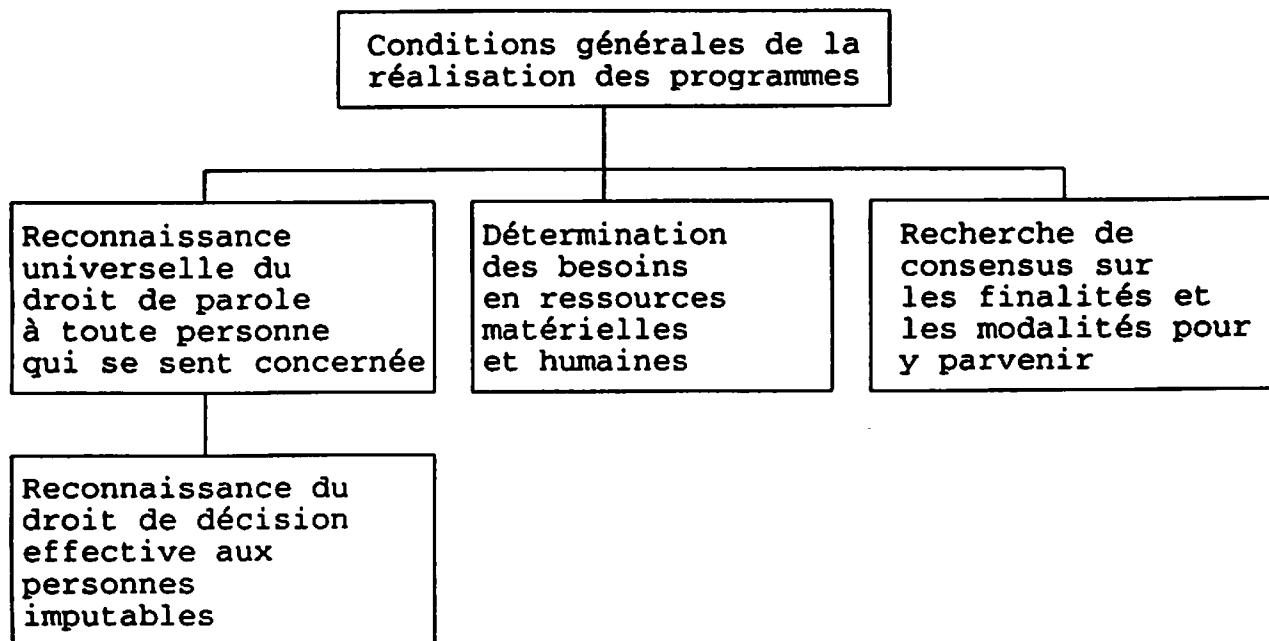 Conditions générales de la
réalisation des programmes
Reconnaissance
universelle du
droit de parole
à toute personne
qui se sent concernée
Détermination
des besoins
en ressources
matérielles
et humaines
Recherche de
consensus sur
les finalités et
les modalités pour
y parvenir
Reconnaissance du
droit de décision
effective aux
personnes
imputables